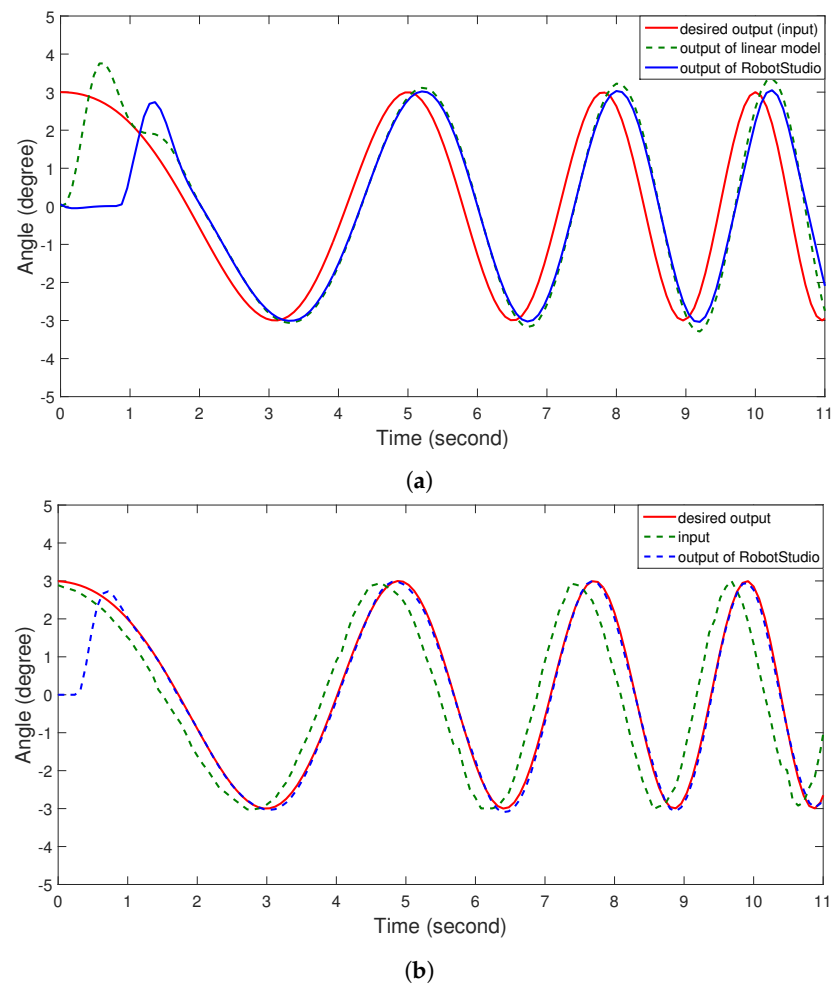 5
4
3
2
1
0
-1
-2
-3
-4
-5
Angle (degree)
desired output (input)
output of linear model
output of RobotStudio
0 1 2 3 4 5 6 7 8 9 10 11
Time (second)
(a)
5
4
3
2
1
0
-1
-2
-3
-4
-5
Angle (degree)
desired output
input
output of RobotStudio
0 1 2 3 4 5 6 7 8 9 10 11
Time (second)
(b)